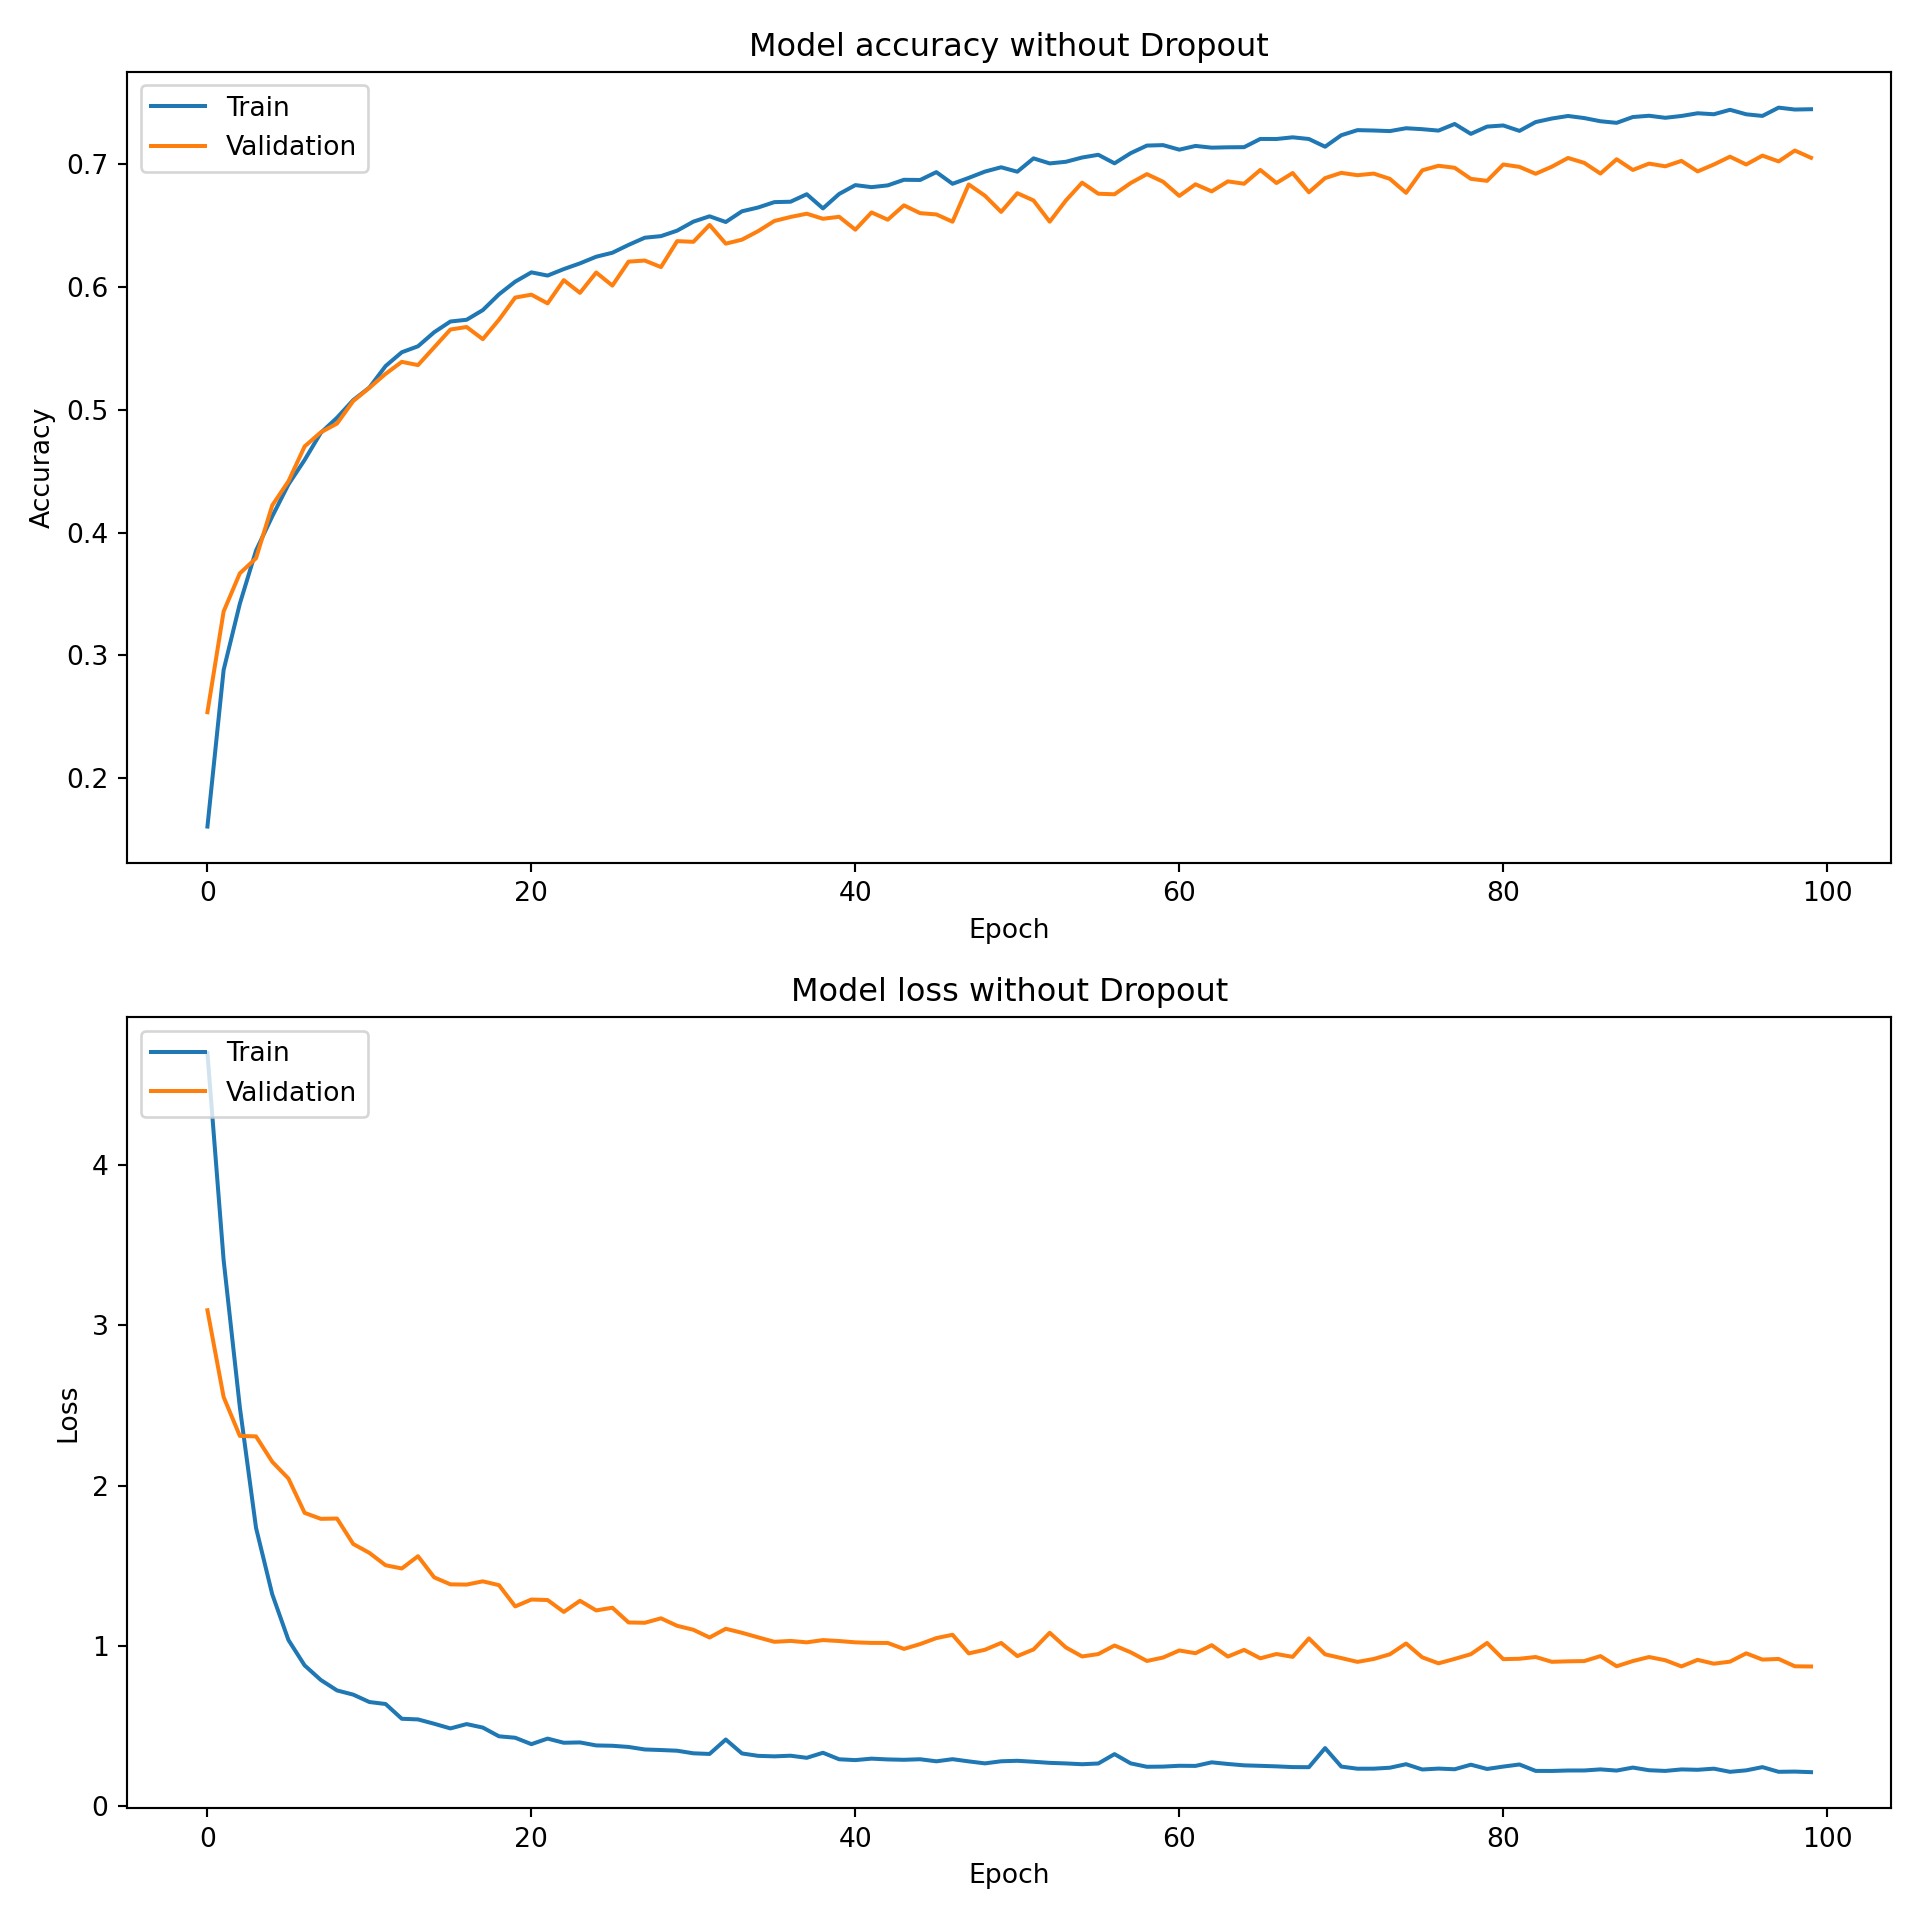 Model accuracy without Dropout
Train
Validation
0.7
0.6
0.5
0.4
0.3
0.2
Accuracy
0 20 40 60 80 100
Epoch
Model loss without Dropout
Train
Validation
4
3
2
1
0
Loss
0 20 40 60 80 100
Epoch